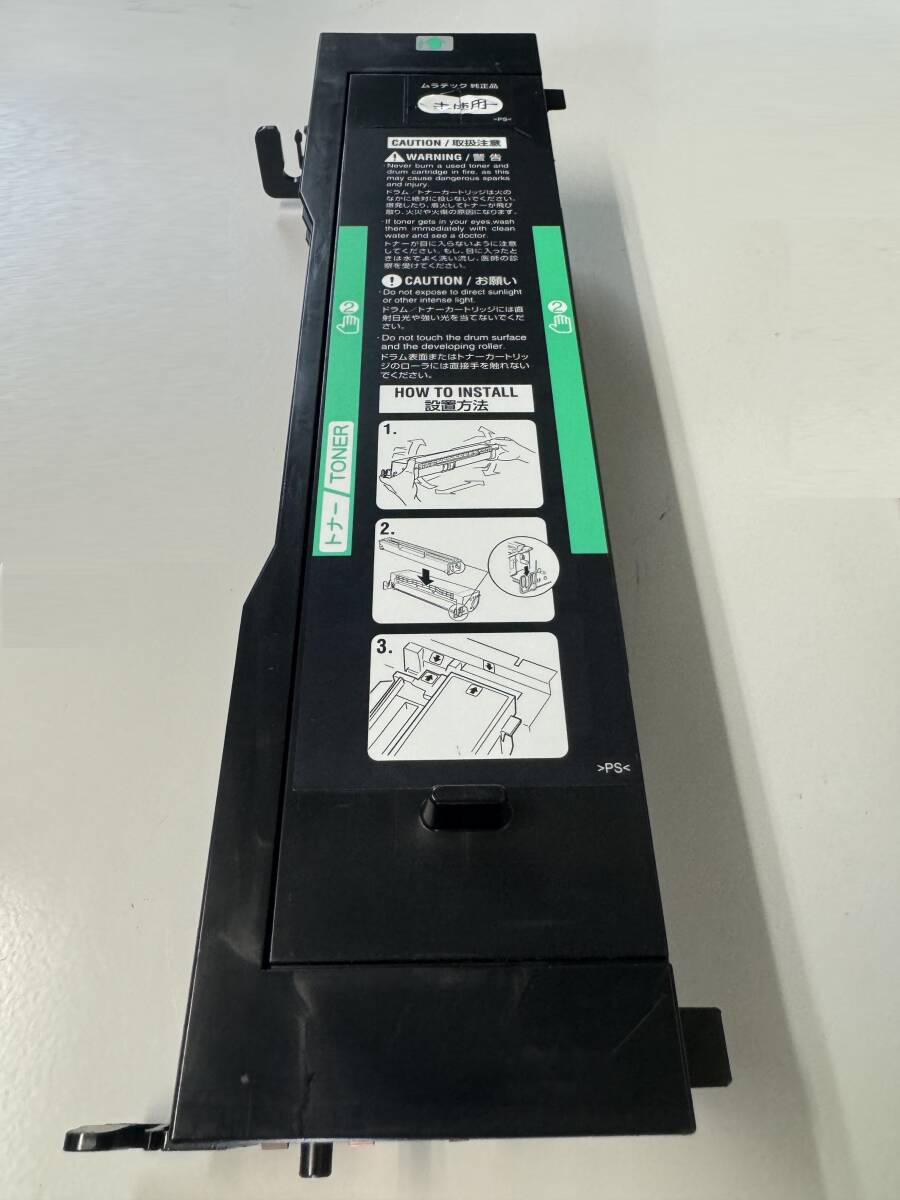 ムラテック 純正品
未使用
>PS<
CAUTION / 取扱注意
WARNING / 警 告
· Never burn a used toner and
drum cartridge in fire, as this
may cause dangerous sparks
and injury.
ドラム／トナーカートリッジは火の
なかに絶対に投じないでください。
爆発したり、着火してトナーが飛び
散り、火災や火傷の原因になります。
· If toner gets in your eyes,wash
them immediately with clean
water and see a doctor.
トナーが目に入らないように注意
してください。もし、目に入ったと
きは水でよく洗い流し、医師の診
察を受けてください。
CAUTION / お願い
· Do not expose to direct sunlight
or other intense light.
ドラム／トナーカートリッジには直
射日光や強い光を当てないでくだ
さい。
· Do not touch the drum surface
and the developing roller.
ドラム表面またはトナーカートリッ
ジのローラには直接手を触れない
でください。
2
2
トナー/TONER
HOW TO INSTALL
設置方法
1.
2.
3.
>PS<